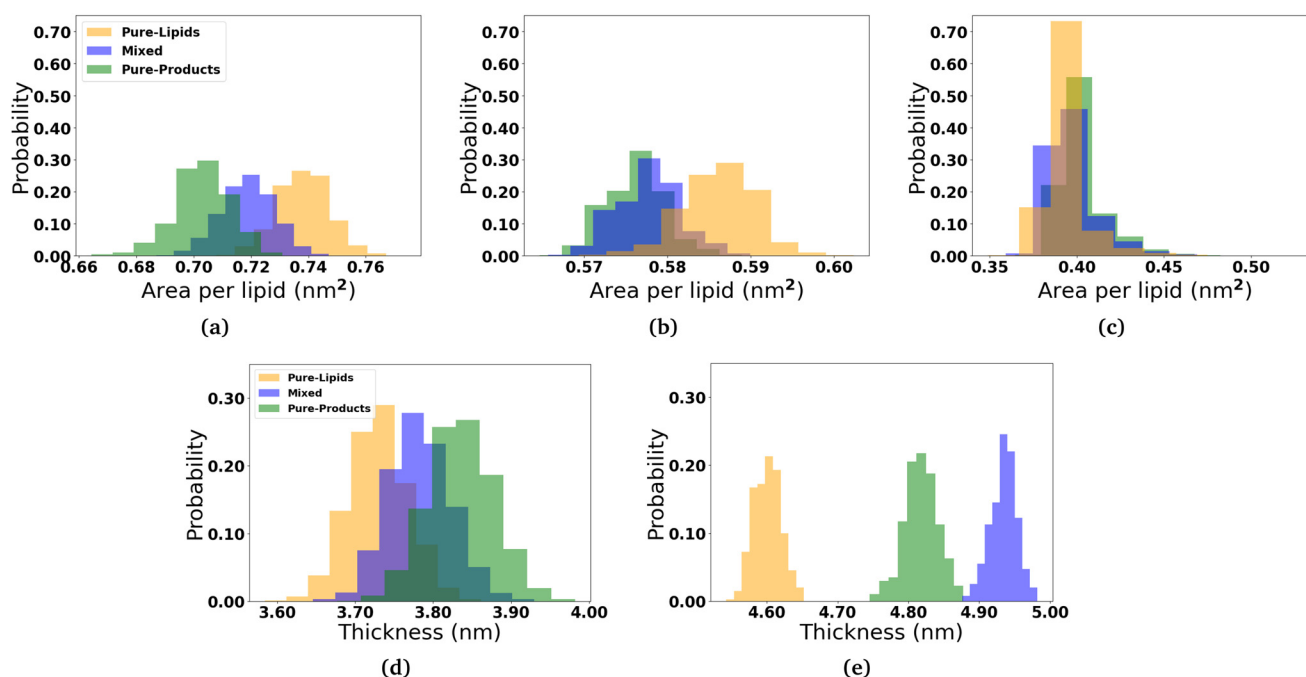 Pure-Lipids
Mixed
Pure-Products
Probability
0.70
0.60
0.50
0.40
0.30
0.20
0.10
0.00
0.66 0.70 0.72 0.74 0.76
Area per lipid (nm²)
(a)
Probability
0.70
0.60
0.50
0.40
0.30
0.20
0.10
0.00
0.57 0.58 0.59 0.60
Area per lipid (nm²)
(b)
Probability
0.70
0.60
0.50
0.40
0.30
0.20
0.10
0.00
0.35 0.40 0.45 0.50
Area per lipid (nm²)
(c)
Pure-Lipids
Mixed
Pure-Products
Probability
0.30
0.20
0.10
0.00
3.60 3.70 3.80 3.90 4.00
Thickness (nm)
(d)
Probability
0.30
0.20
0.10
0.00
4.60 4.70 4.80 4.90 5.00
Thickness (nm)
(e)